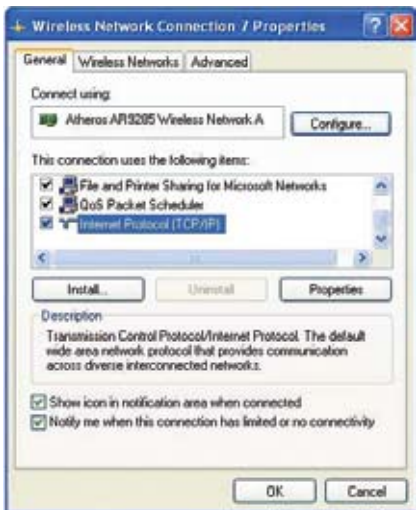 Wireless Network Connection 7 Properties
General
Wireless Networks
Advanced
Connect using:
Atheros AR9285 Wireless Network A
Configure...
This connection uses the following items:
File and Printer Sharing for Microsoft Networks
QoS Packet Scheduler
Internet Protocol (TCP/IP)
Install...
Uninstall
Properties
Description
Transmission Control Protocol/Internet Protocol. The default
wide area network protocol that provides communication
across diverse interconnected networks.
Show icon in notification area when connected
Notify me when this connection has limited or no connectivity
OK
Cancel